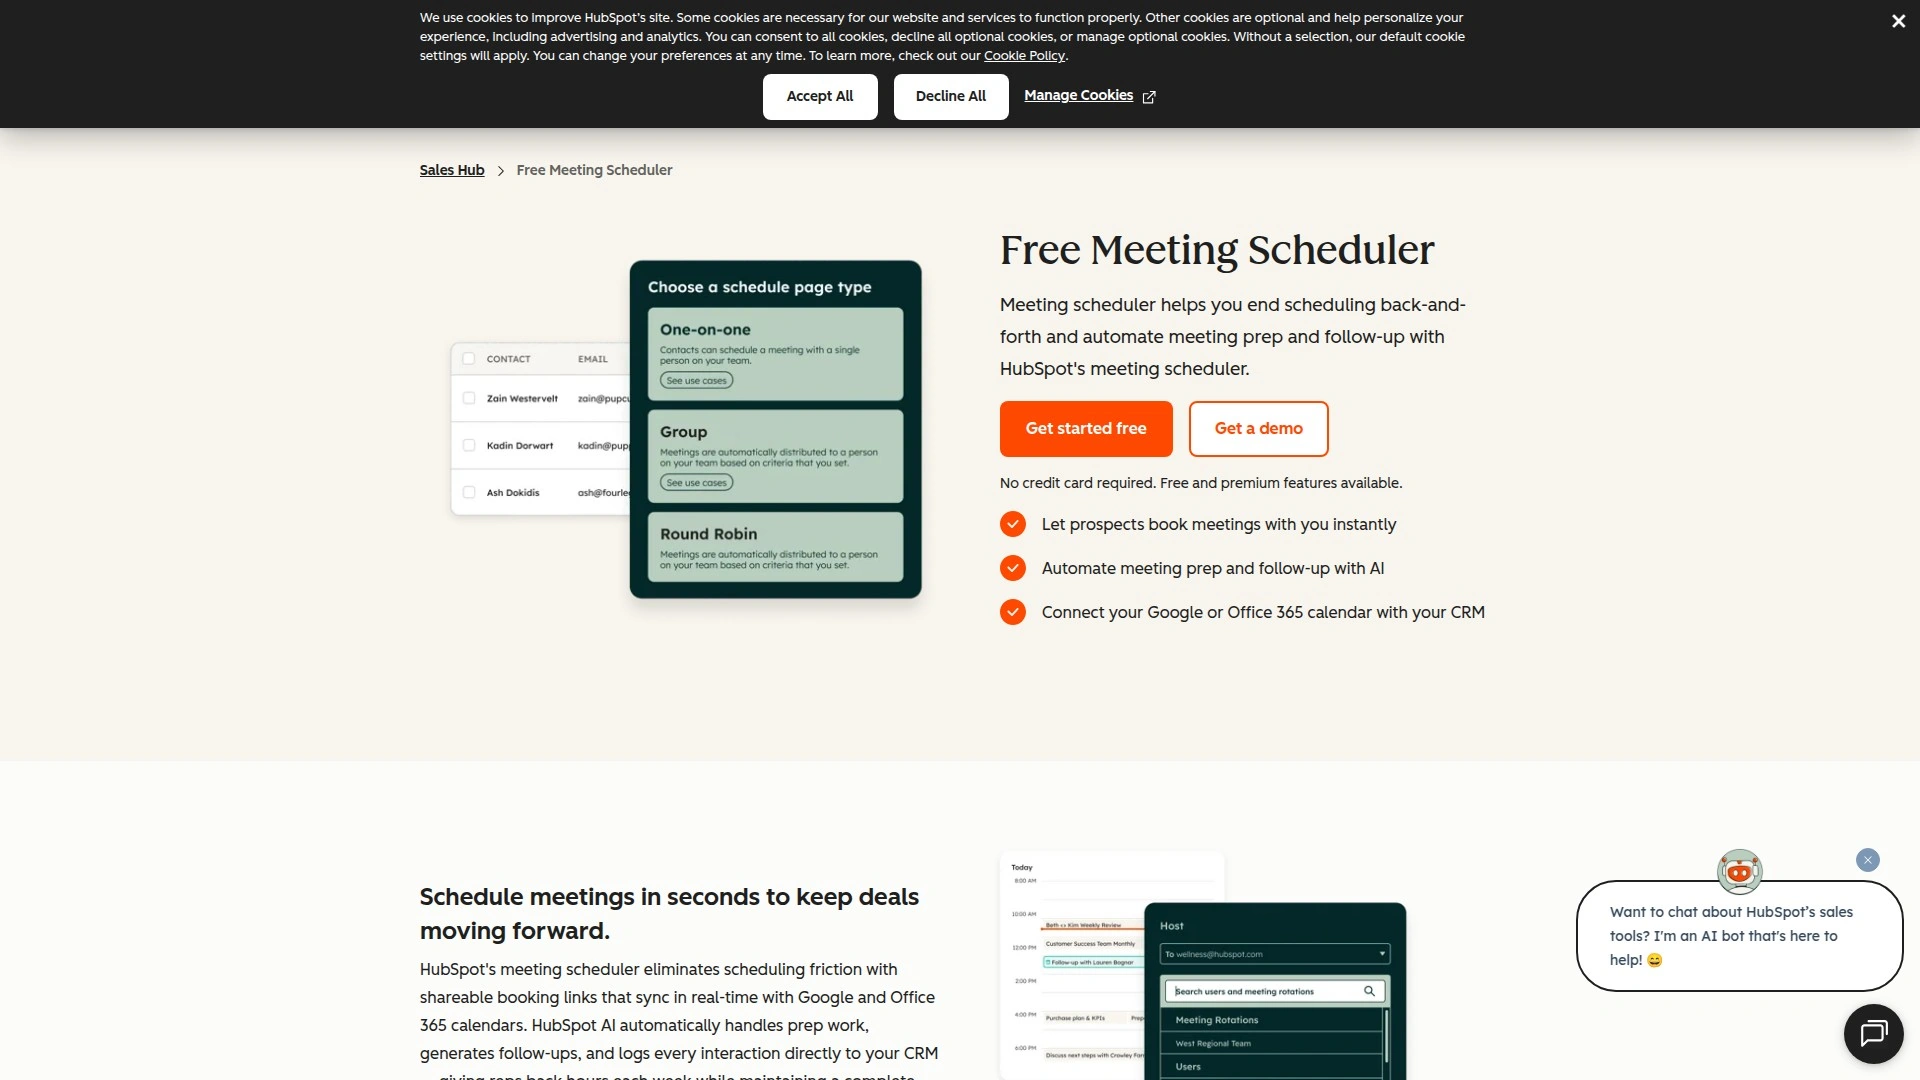 We use cookies to improve HubSpot's site. Some cookies are necessary for our website and services to function properly. Other cookies are optional and help personalize your
experience, including advertising and analytics. You can consent to all cookies, decline all optional cookies, or manage optional cookies. Without a selection, our default cookie
settings will apply. You can change your preferences at any time. To learn more, check out our Cookie Policy.
Accept All
Decline All
Manage Cookies
Sales Hub
Free Meeting Scheduler
Choose a schedule page type
One-on-one
Contacts can schedule a meeting with a single
person on your team.
See use cases
Group
Meetings are automatically distributed to a person
on your team based on criteria that you set.
See use cases
Round Robin
Meetings are automatically distributed to a person
on your team based on criteria that you set.
CONTACT EMAIL
Zain Westervelt zain@pupcu
Kadin Dorwart kadin@pupp
Ash Dokidis ash@fourle
Free Meeting Scheduler
Meeting scheduler helps you end scheduling back-and-
forth and automate meeting prep and follow-up with
HubSpot's meeting scheduler.
Get started free
Get a demo
No credit card required. Free and premium features available.
Let prospects book meetings with you instantly
Automate meeting prep and follow-up with AI
Connect your Google or Office 365 calendar with your CRM
Schedule meetings in seconds to keep deals
moving forward.
HubSpot's meeting scheduler eliminates scheduling friction with
shareable booking links that sync in real-time with Google and Office
365 calendars. HubSpot AI automatically handles prep work,
generates follow-ups, and logs every interaction directly to your CRM
—giving reps back hours each week while maintaining a complete
Today
8:00 AM
10:00 AM
Beth <> Kim Weekly Review
Customer Success Team Monthly
12:00 PM
Follow-up with Lauren Bognar
2:00 PM
4:00 PM
Purchase plan & KPIs Prep
6:00 PM
Discuss next steps with Crowley Far
Host
To wellness@hubspot.com
Search users and meeting rotations
Meeting Rotations
West Regional Team
Users
Want to chat about HubSpot's sales
tools? I'm an AI bot that's here to
help! 😄